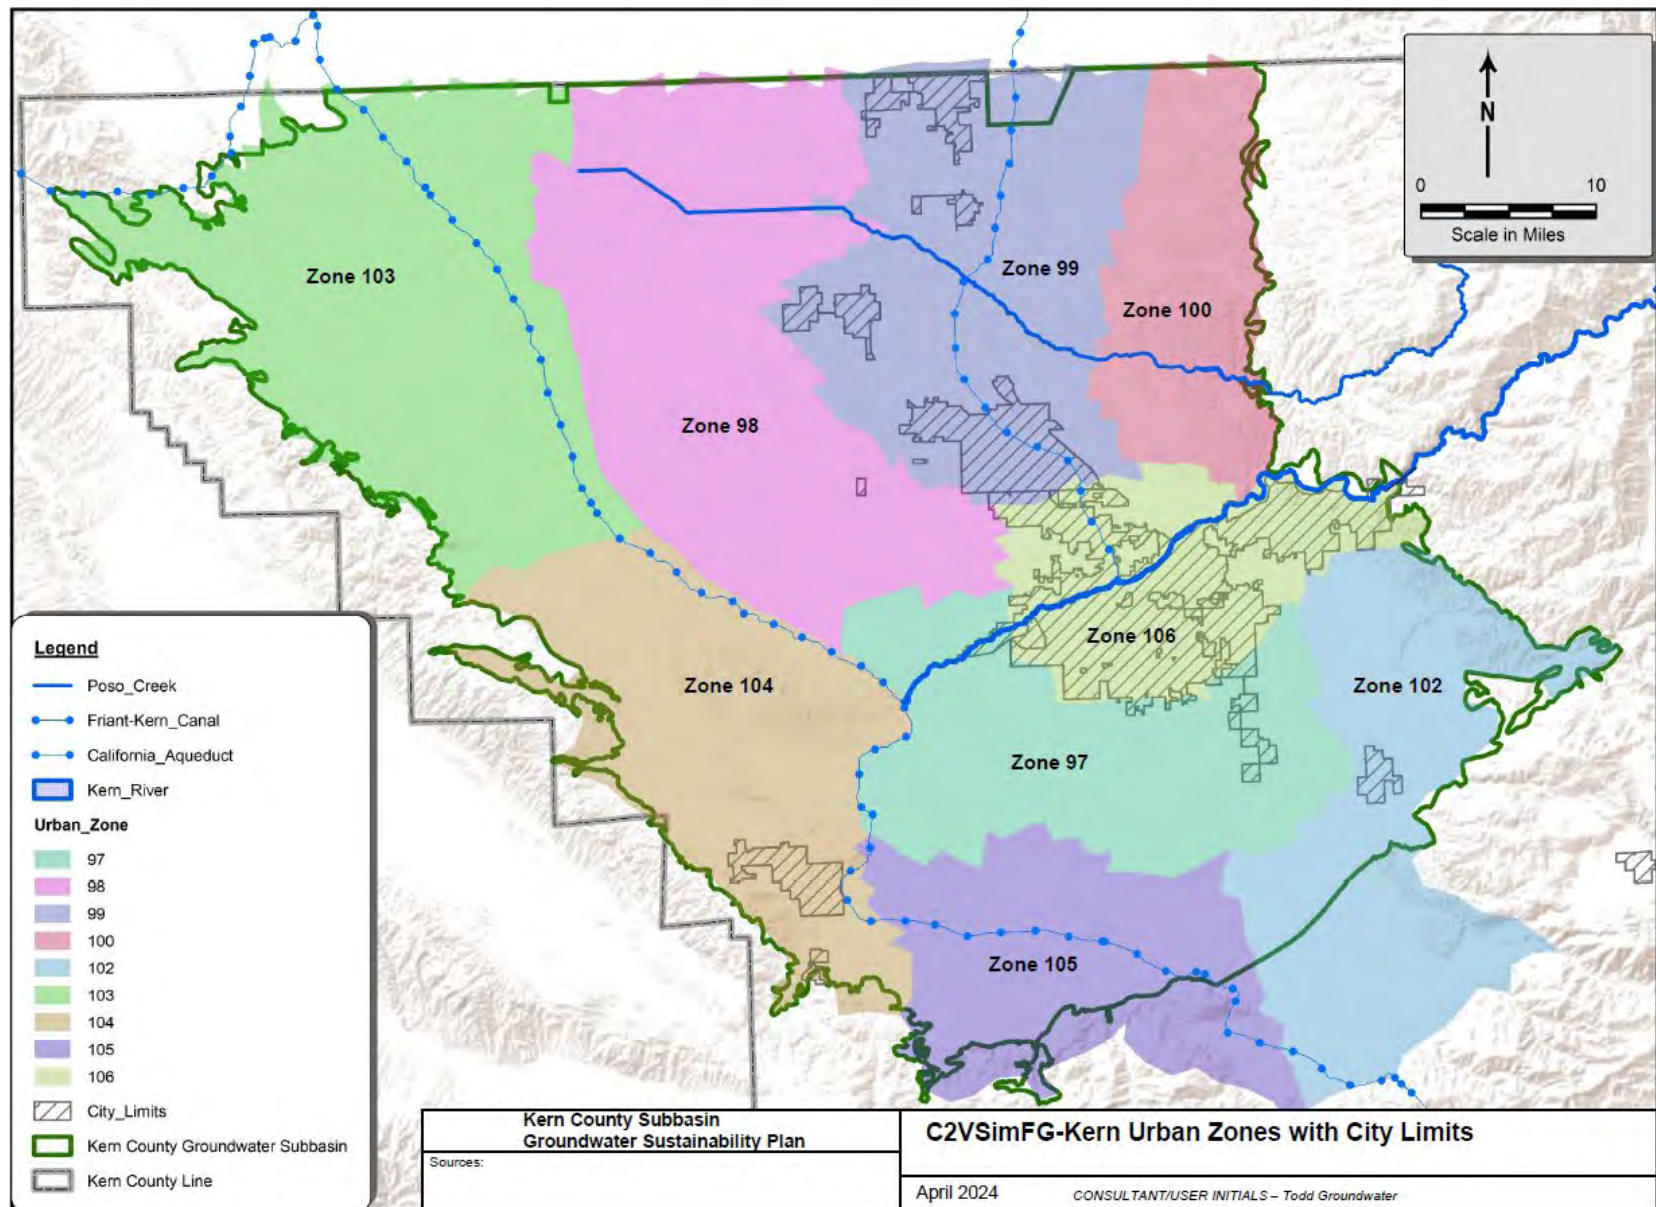 N
0 10
Scale in Miles
Zone 103
Zone 99
Zone 100
Zone 98
Zone 106
Zone 104
Zone 102
Zone 97
Zone 105
Legend
Poso_Creek
Friant-Kern_Canal
California_Aqueduct
Kern_River
Urban_Zone
97
98
99
100
102
103
104
105
106
City_Limits
Kern County Groundwater Subbasin
Kern County Line
Kern County Subbasin
Groundwater Sustainability Plan
Sources:
C2VSimFG-Kern Urban Zones with City Limits
April 2024 CONSULTANT/USER INITIALS – Todd Groundwater